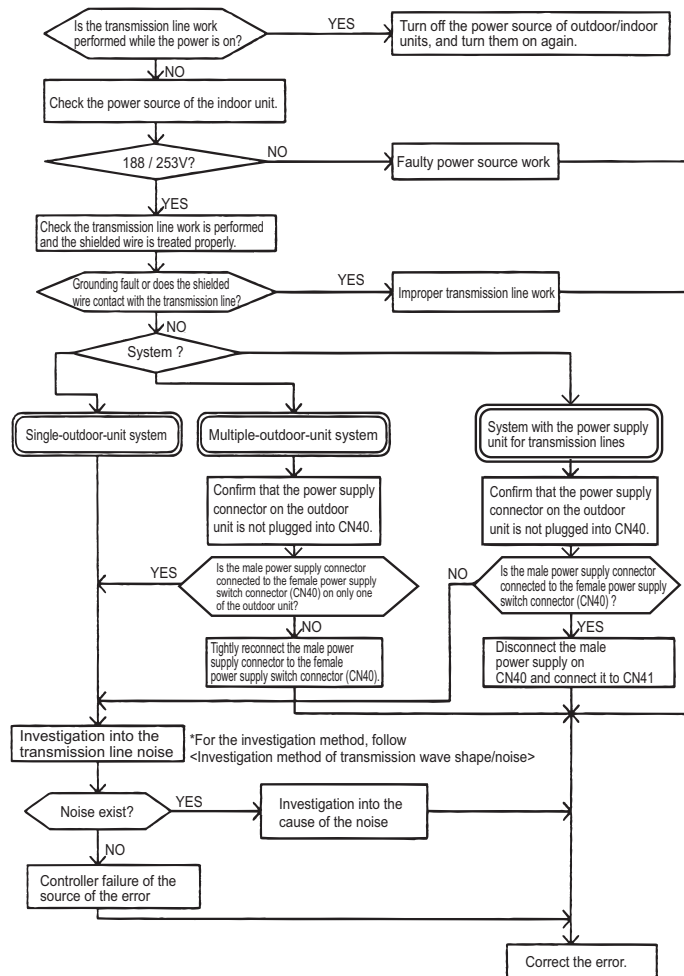 Is the transmission line work
performed while the power is on?
YES
Turn off the power source of outdoor/indoor
units, and turn them on again.
NO
Check the power source of the indoor unit.
188 / 253V?
NO
Faulty power source work
YES
Check the transmission line work is performed
and the shielded wire is treated properly.
Grounding fault or does the shielded
wire contact with the transmission line?
YES
Improper transmission line work
NO
System ?
Single-outdoor-unit system
Multiple-outdoor-unit system
System with the power supply
unit for transmission lines
Confirm that the power supply
connector on the outdoor
unit is not plugged into CN40.
Confirm that the power supply
connector on the outdoor
unit is not plugged into CN40.
YES
Is the male power supply connector
connected to the female power supply
switch connector (CN40) on only one
of the outdoor unit?
NO
Is the male power supply connector
connected to the female power supply
switch connector (CN40) ?
NO
YES
Tightly reconnect the male power
supply connector to the female
power supply switch connector (CN40).
Disconnect the male
power supply on
CN40 and connect it to CN41
Investigation into the
transmission line noise
*For the investigation method, follow
<Investigation method of transmission wave shape/noise>
Noise exist?
YES
Investigation into the
cause of the noise
NO
Controller failure of the
source of the error
Correct the error.